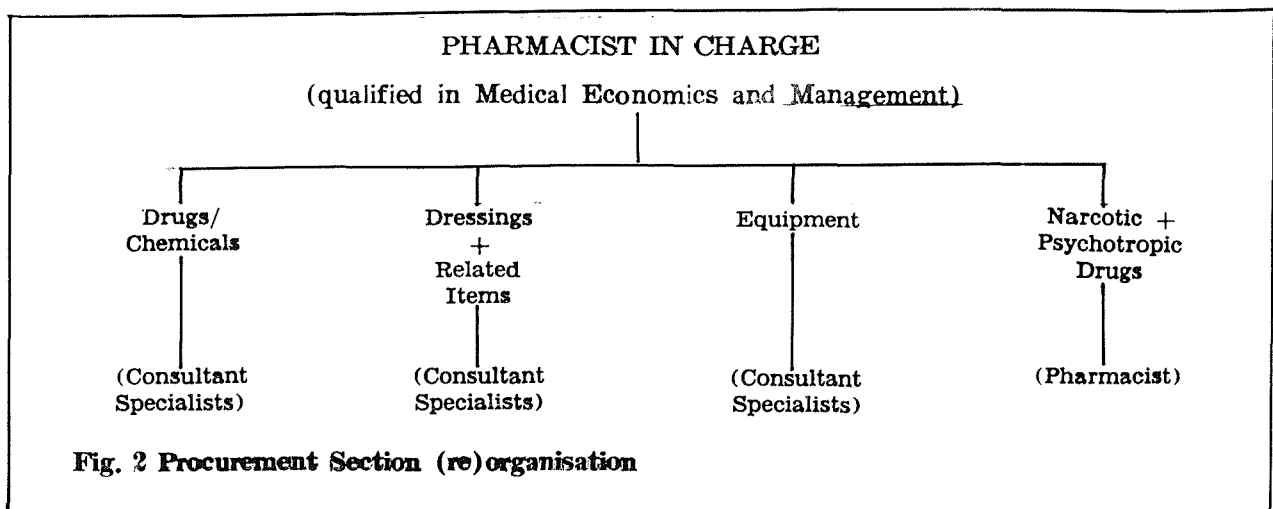 PHARMACIST IN CHARGE
(qualified in Medical Economics and Management)
Drugs/
Chemicals
Dressings
+
Related
Items
Equipment
Narcotic +
Psychotropic
Drugs
(Consultant
Specialists)
(Consultant
Specialists)
(Consultant
Specialists)
(Pharmacist)
Fig. 2 Procurement Section (re)organisation